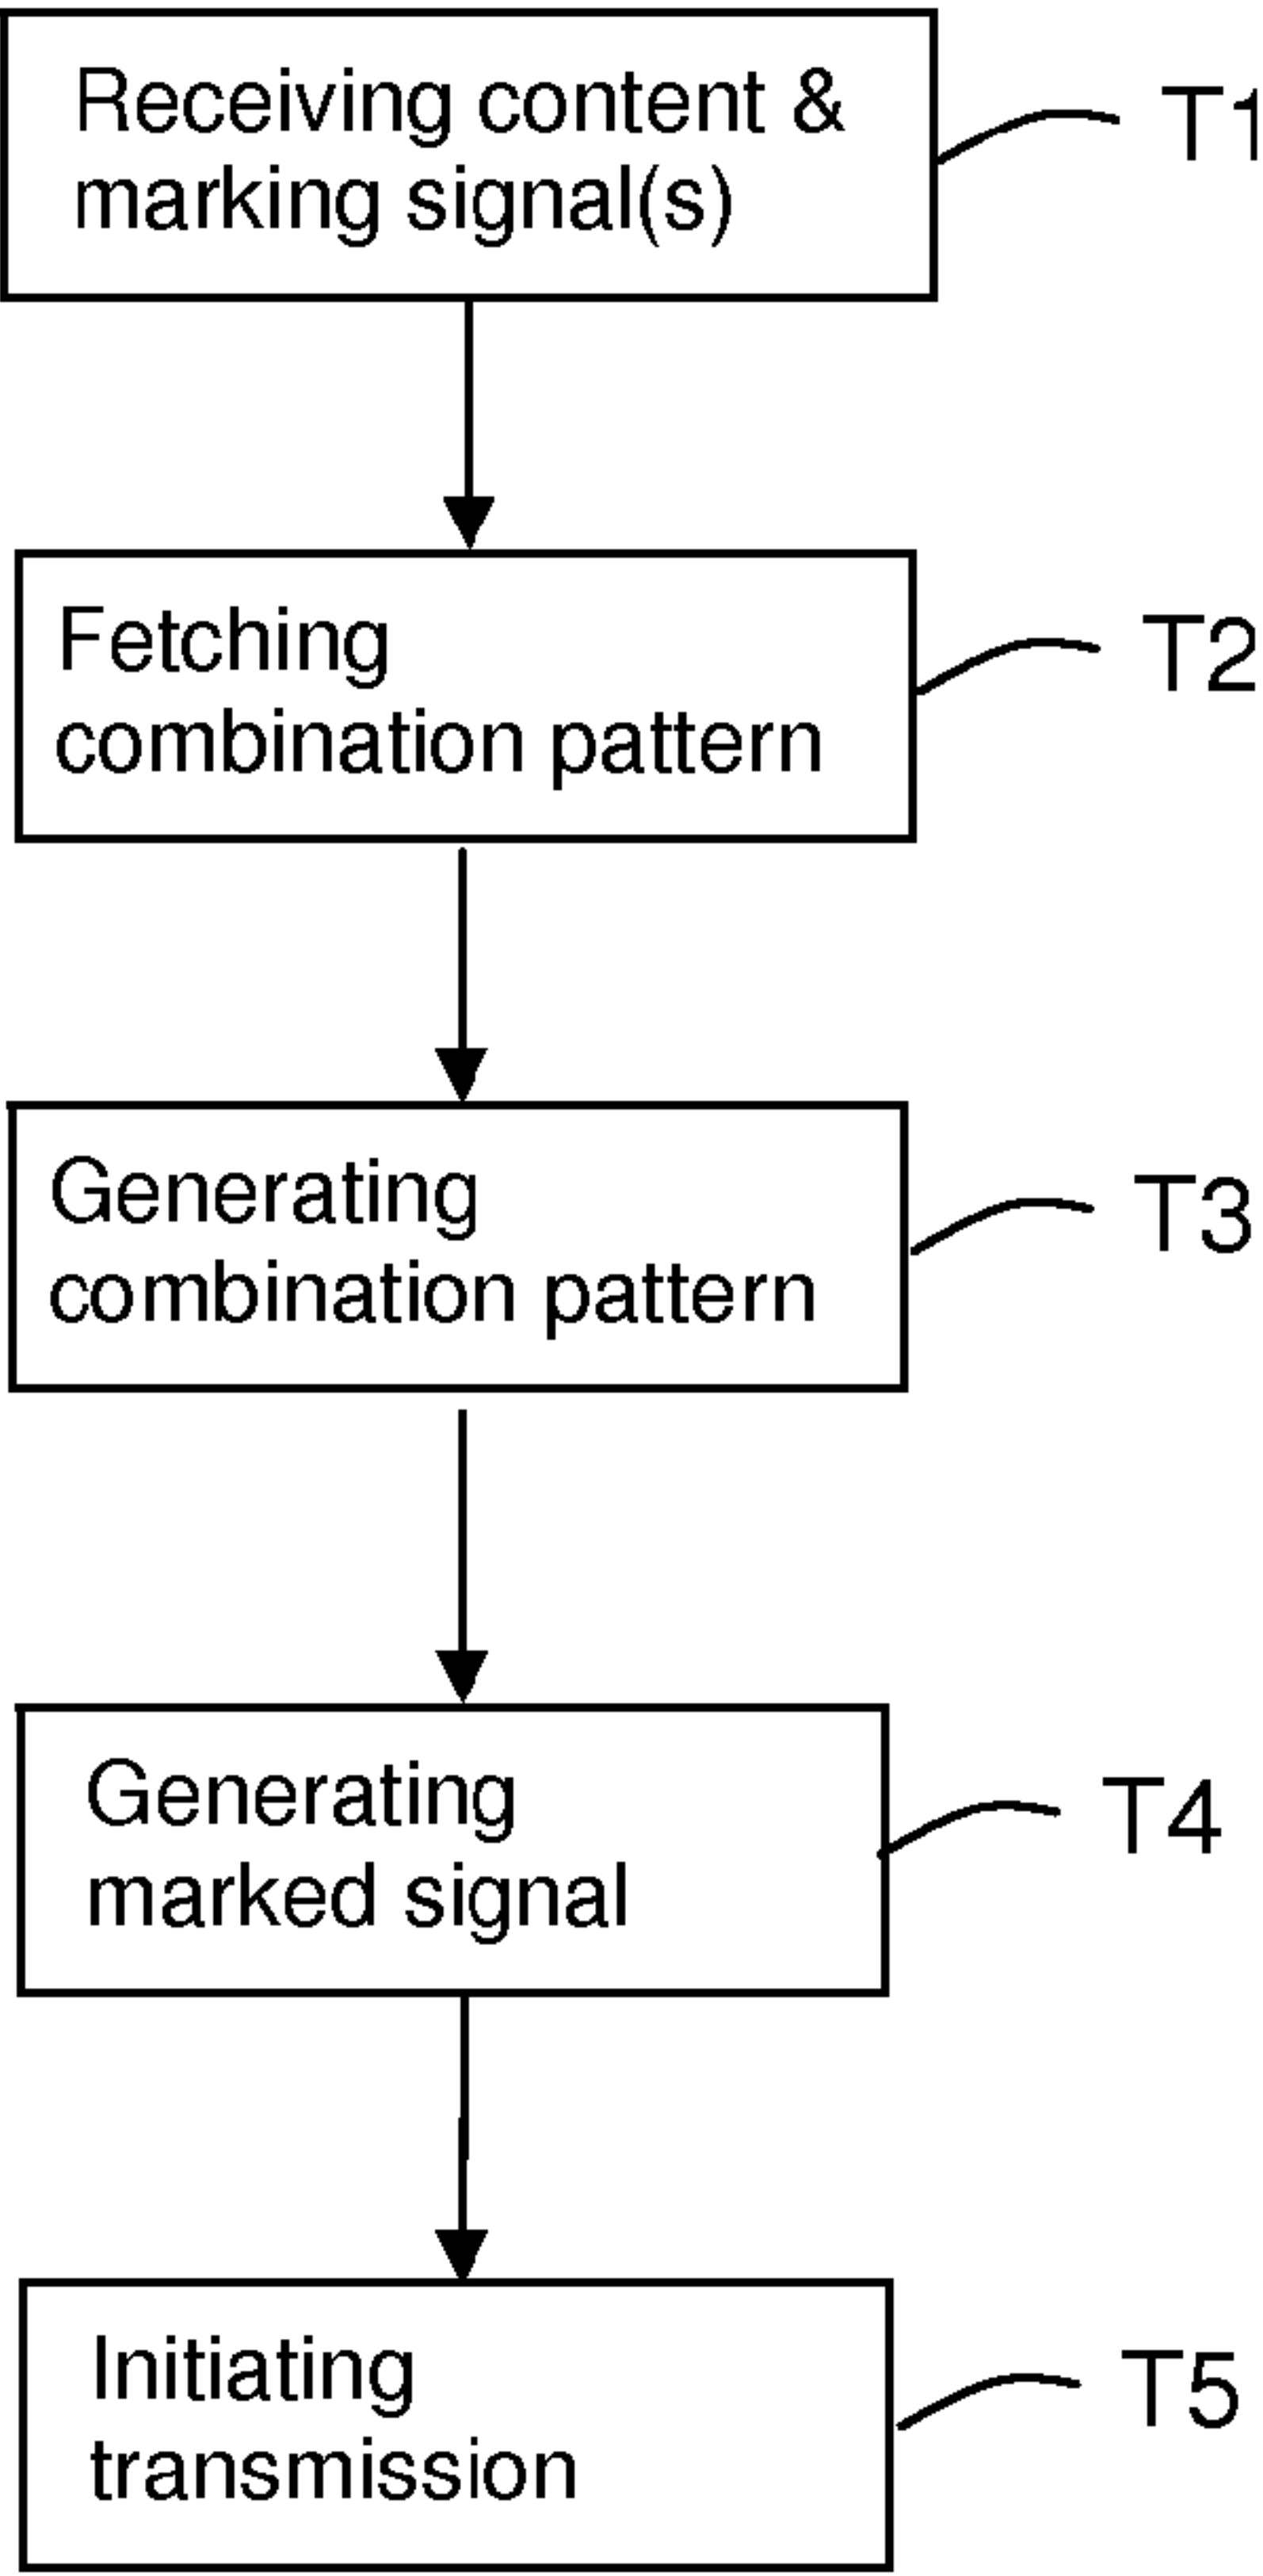 Receiving content &
marking signal(s)
T1
Fetching
combination pattern
T2
Generating
combination pattern
T3
Generating
marked signal
T4
Initiating
transmission
T5